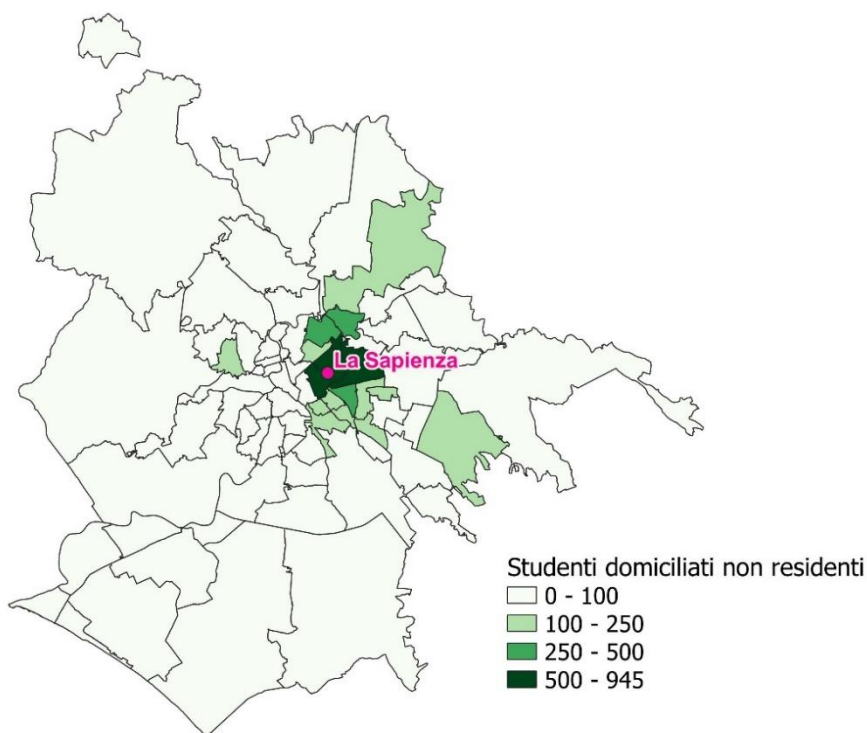 La Sapienza
Studenti domiciliati non residenti
0 - 100
100 - 250
250 - 500
500 - 945